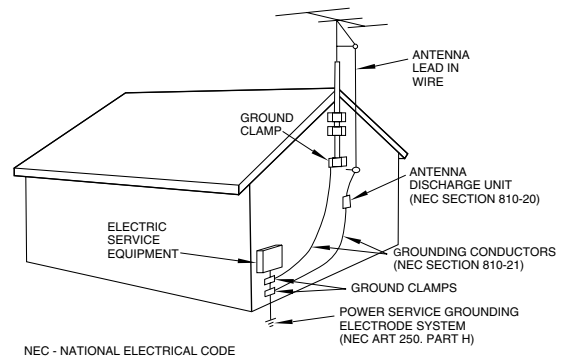 ANTENNA
LEAD IN
WIRE
GROUND
CLAMP
ANTENNA
DISCHARGE UNIT
(NEC SECTION 810-20)
ELECTRIC
SERVICE
EQUIPMENT
GROUNDING CONDUCTORS
(NEC SECTION 810-21)
GROUND CLAMPS
POWER SERVICE GROUNDING
ELECTRODE SYSTEM
(NEC ART 250. PART H)
NEC - NATIONAL ELECTRICAL CODE